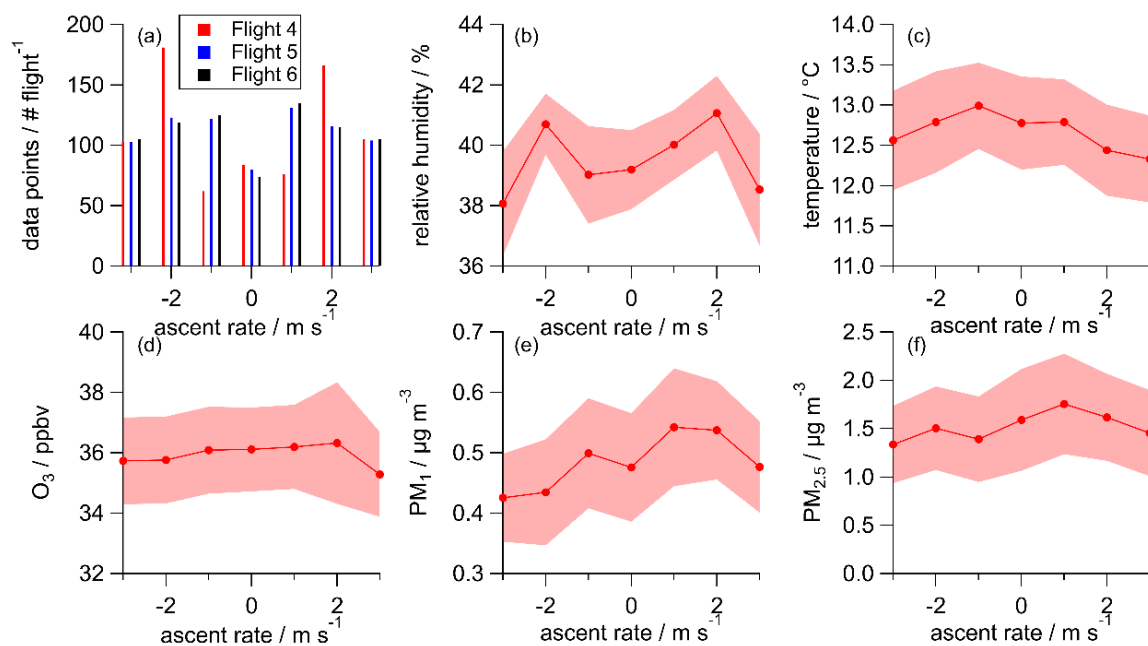 (a)
Flight 4
Flight 5
Flight 6
200
150
100
50
0
data points / # flight⁻¹
-2
0
2
ascent rate / m s⁻¹
(b)
44
42
40
38
36
relative humidity / %
-2
0
2
ascent rate / m s⁻¹
(c)
14.0
13.5
13.0
12.5
12.0
11.5
11.0
temperature / °C
-2
0
2
ascent rate / m s⁻¹
(d)
40
38
36
34
32
O₃ / ppbv
-2
0
2
ascent rate / m s⁻¹
(e)
0.7
0.6
0.5
0.4
0.3
PM₁ / µg m⁻³
-2
0
2
ascent rate / m s⁻¹
(f)
2.5
2.0
1.5
1.0
0.5
0.0
PM₂.₅ / µg m⁻³
-2
0
2
ascent rate / m s⁻¹